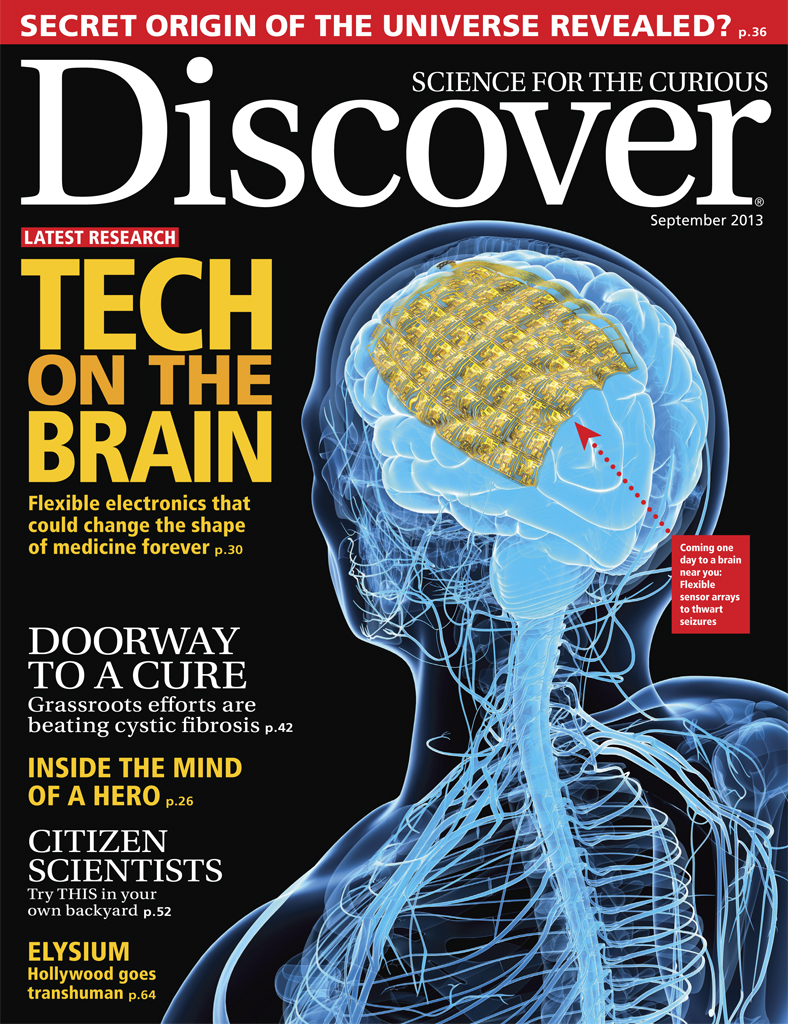 SECRET ORIGIN OF THE UNIVERSE REVEALED? p.36
SCIENCE FOR THE CURIOUS
Discover®
September 2013
LATEST RESEARCH
TECH
ON THE
BRAIN
Flexible electronics that
could change the shape
of medicine forever p.30
Coming one
day to a brain
near you:
Flexible
sensor arrays
to thwart
seizures
DOORWAY
TO A CURE
Grassroots efforts are
beating cystic fibrosis p.42
INSIDE THE MIND
OF A HERO p.26
CITIZEN
SCIENTISTS
Try THIS in your
own backyard p.52
ELYSIUM
Hollywood goes
transhuman p.64